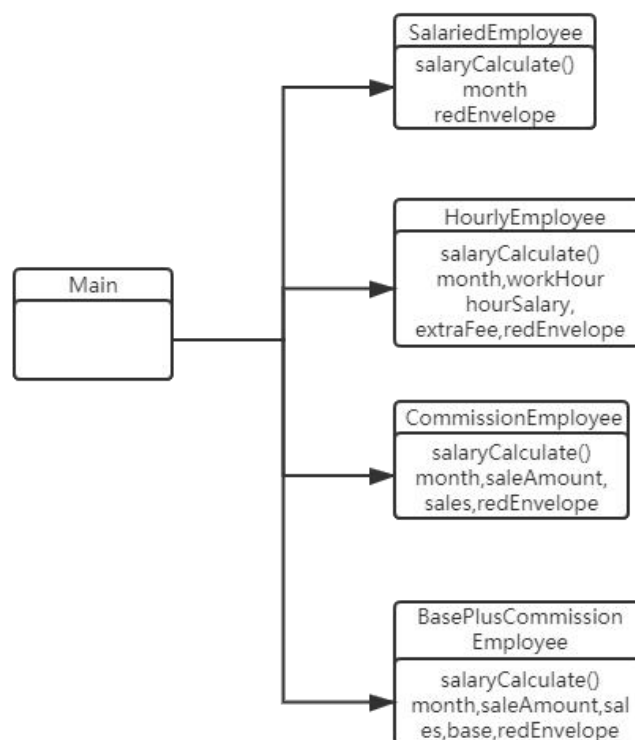 Main
SalariedEmployee
salaryCalculate()
month
redEnvelope
HourlyEmployee
salaryCalculate()
month,workHour
hourSalary,
extraFee,redEnvelope
CommissionEmployee
salaryCalculate()
month,saleAmount,
sales,redEnvelope
BasePlusCommission
Employee
salaryCalculate()
month,saleAmount,sal
es,base,redEnvelope